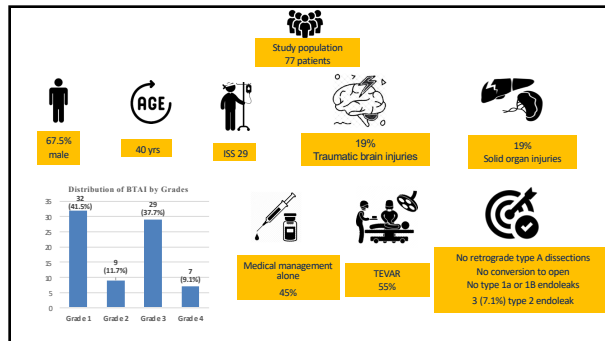 Study population
77 patients
AGE
67.5%
male
40 yrs
ISS 29
19%
Traumatic brain injuries
19%
Solid organ injuries
Distribution of BTAI by Grades
35
30
25
20
15
10
5
0
32
(41.5%)
9
(11.7%)
29
(37.7%)
7
(9.1%)
Grade 1
Grade 2
Grade 3
Grade 4
Medical management
alone
45%
TEVAR
55%
No retrograde type A dissections
No conversion to open
No type 1a or 1B endoleaks
3 (7.1%) type 2 endoleak